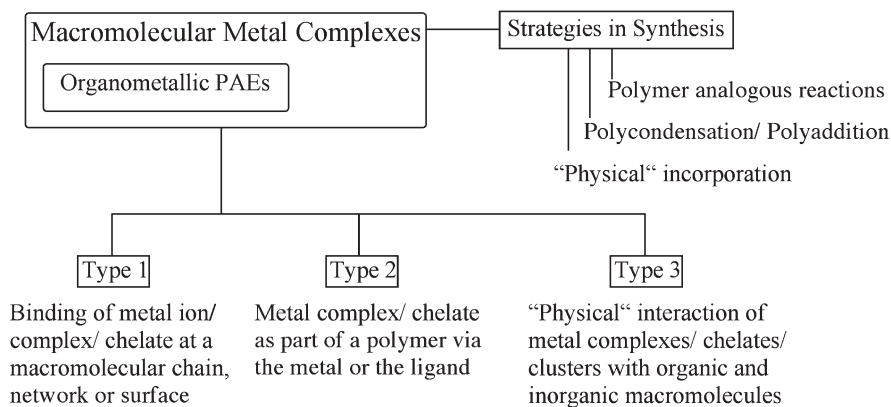 Macromolecular Metal Complexes
Organometallic PAEs
Strategies in Synthesis
Polymer analogous reactions
Polycondensation/ Polyaddition
“Physical“ incorporation
Type 1
Binding of metal ion/
complex/ chelate at a
macromolecular chain,
network or surface
Type 2
Metal complex/ chelate
as part of a polymer via
the metal or the ligand
Type 3
“Physical“ interaction of
metal complexes/ chelates/
clusters with organic and
inorganic macromolecules